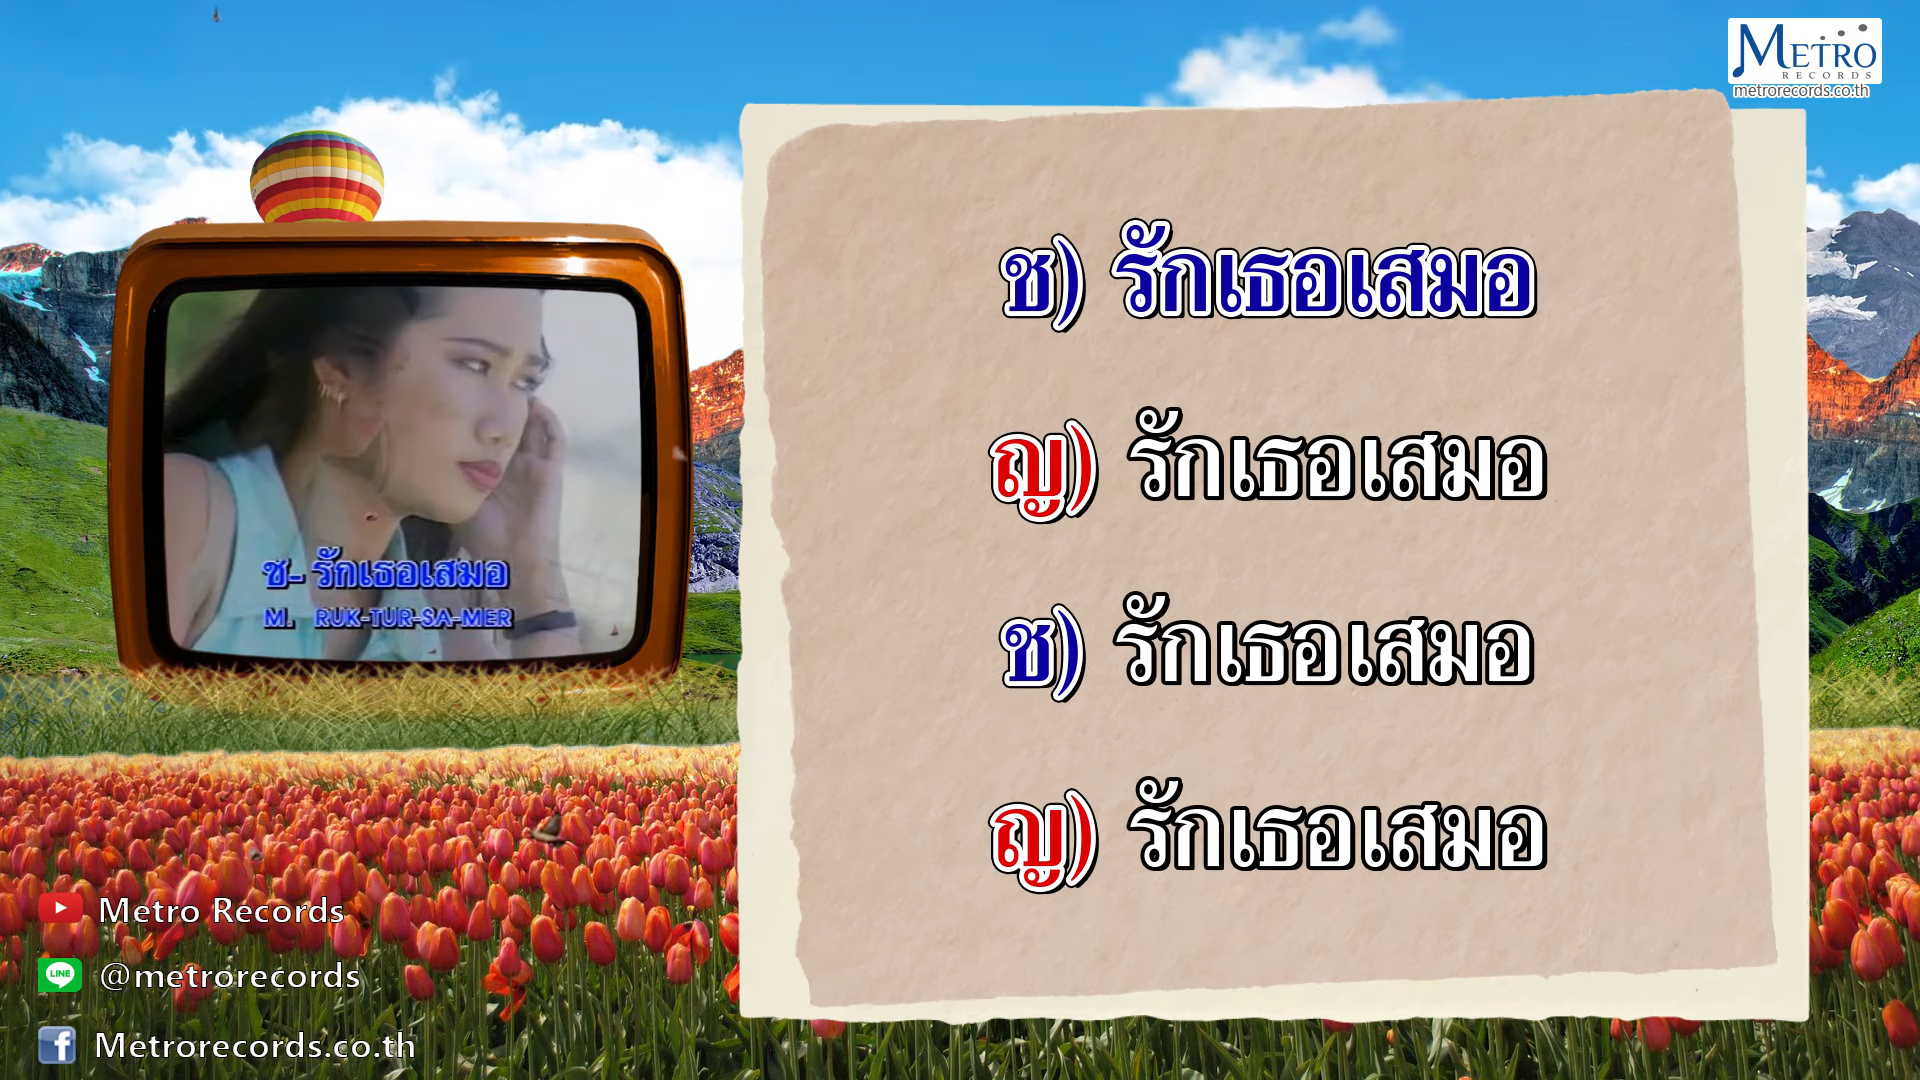 METRO
RECORDS
metrorecords.co.th
ช) รักเธอเสมอ
ญ) รักเธอเสมอ
ช) รักเธอเสมอ
ญ) รักเธอเสมอ
ช- รักเธอเสมอ
M. RUK-TUR-SA-MER
Metro Records
LINE
@metrorecords
f
Metrorecords.co.th